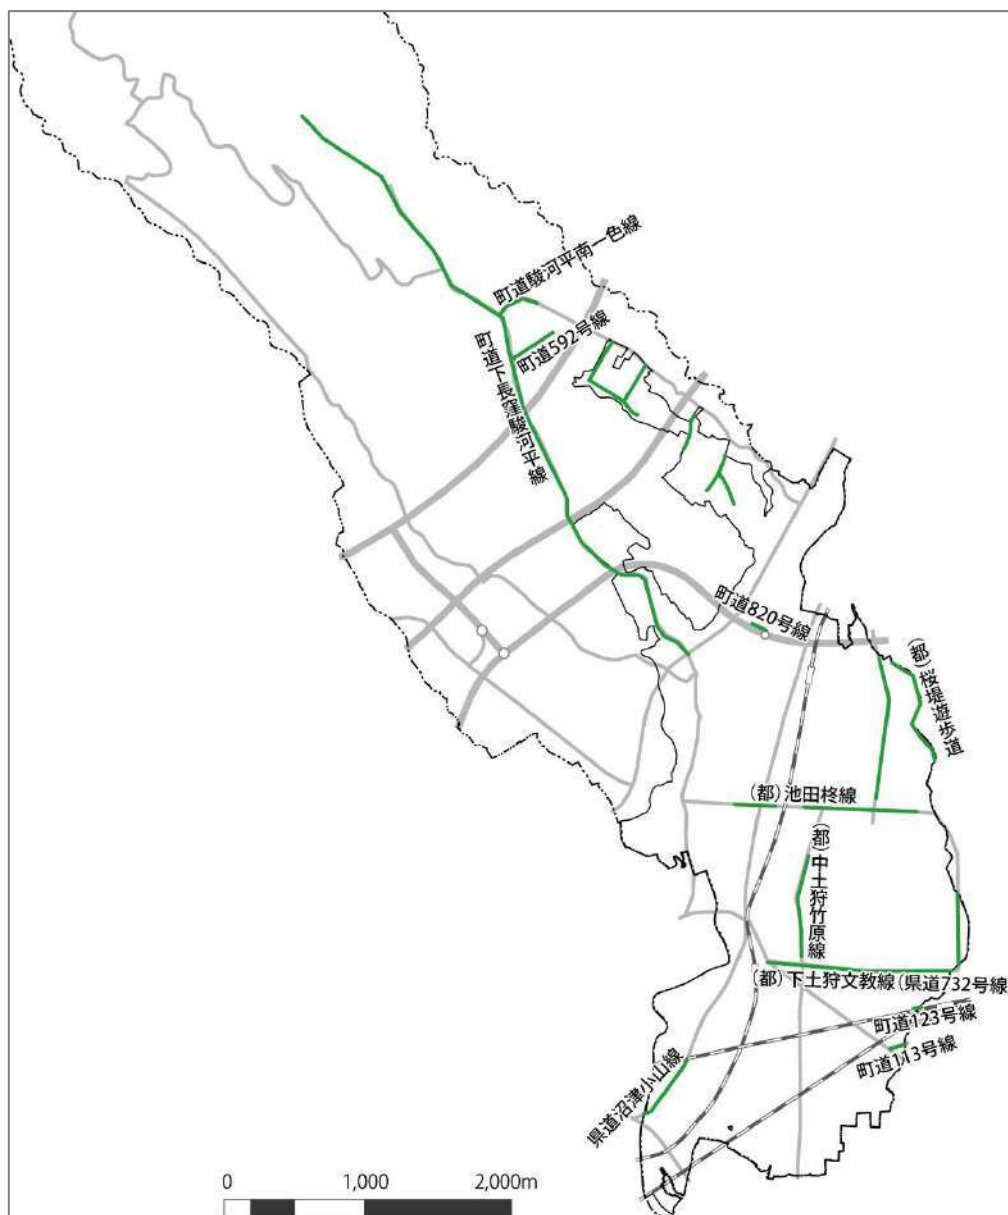 町道駿河平南一色線
町道592号線
町道下長窪駿河平線
町道820号線
(都)桜堤遊歩道
(都)池田柊線
(都)中土狩竹原線
(都)下土狩文教線(県道732号線
町道123号線
町道113号線
県道沼津小山線
0 1,000 2,000m